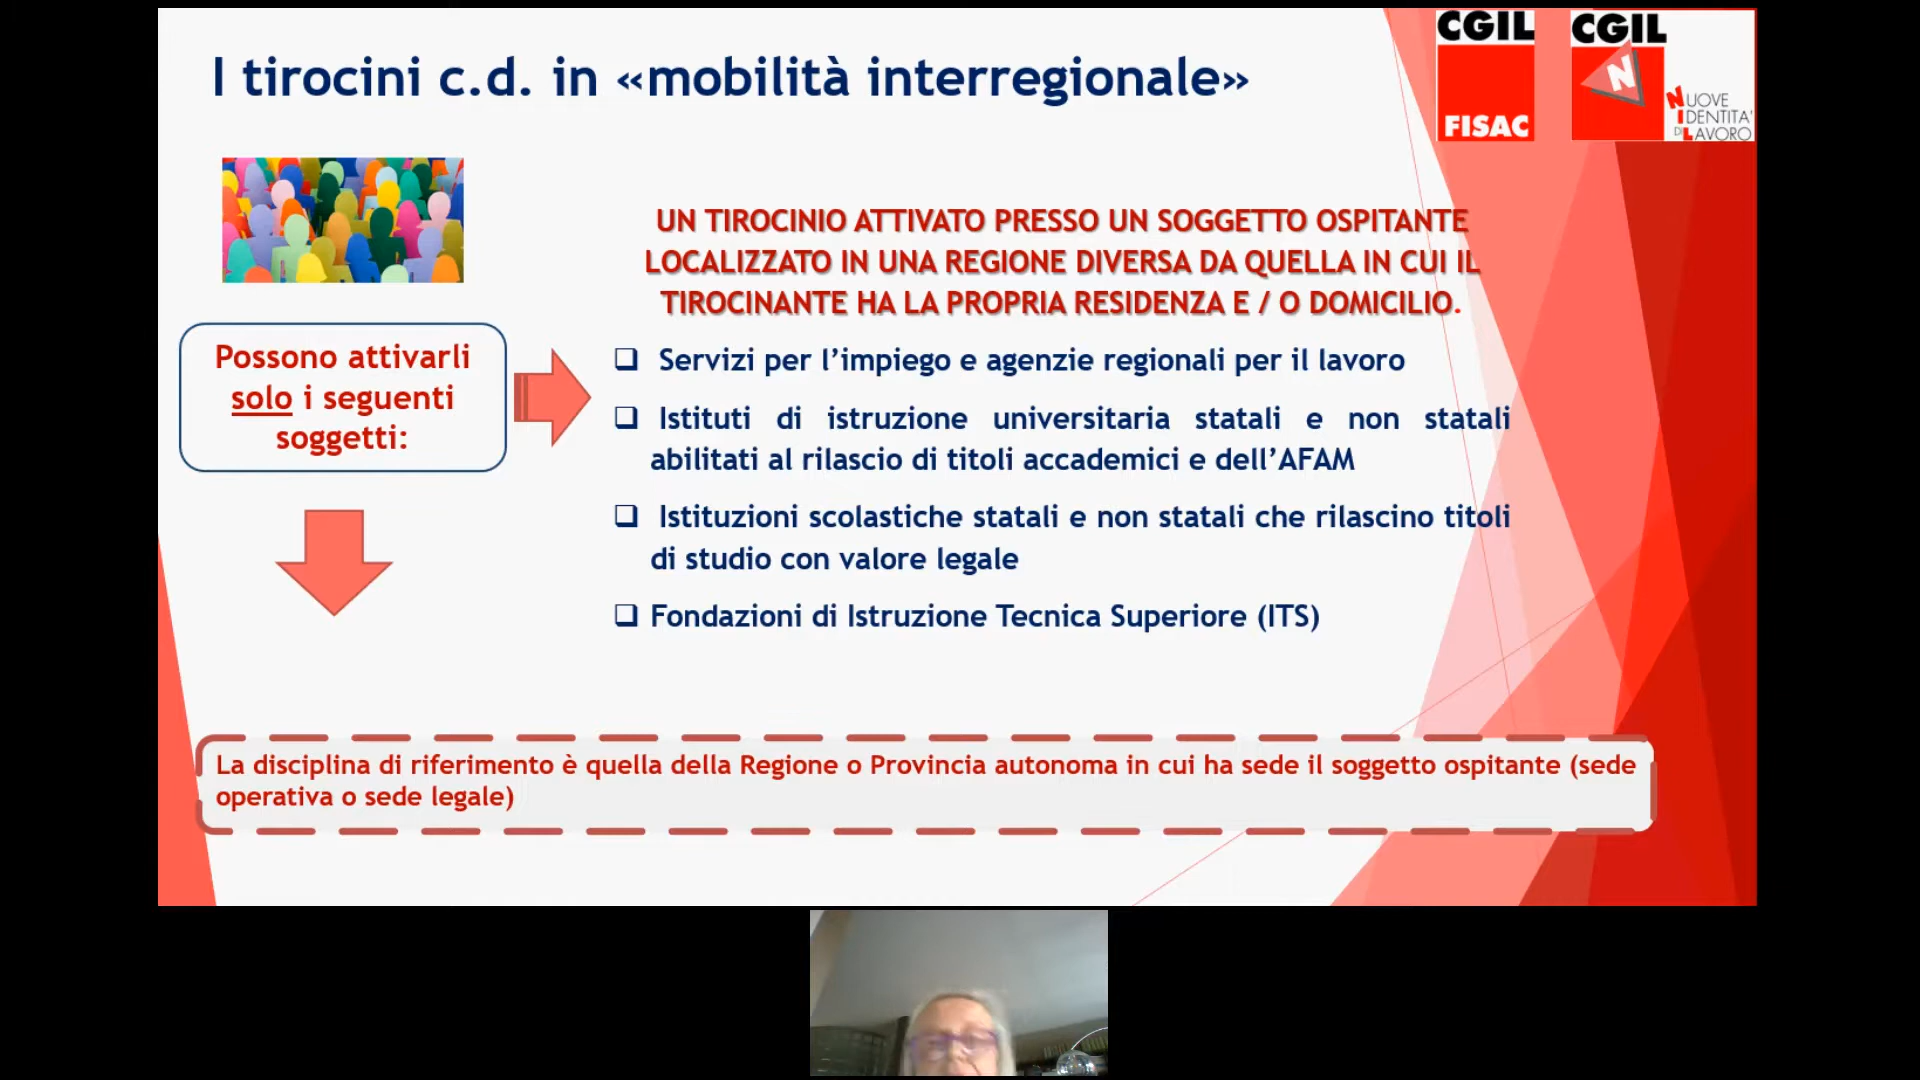 I tirocini c.d. in «mobilità interregionale»
CGIL
FISAC
CGIL
N
NUOVE
IDENTITA'
DI LAVORO
UN TIROCINIO ATTIVATO PRESSO UN SOGGETTO OSPITANTE
LOCALIZZATO IN UNA REGIONE DIVERSA DA QUELLA IN CUI IL
TIROCINANTE HA LA PROPRIA RESIDENZA E / O DOMICILIO.
Possono attivarli
solo i seguenti
soggetti:
❑ Servizi per l’impiego e agenzie regionali per il lavoro
❑ Istituti di istruzione universitaria statali e non statali
abilitati al rilascio di titoli accademici e dell’AFAM
❑ Istituzioni scolastiche statali e non statali che rilascino titoli
di studio con valore legale
❑ Fondazioni di Istruzione Tecnica Superiore (ITS)
La disciplina di riferimento è quella della Regione o Provincia autonoma in cui ha sede il soggetto ospitante (sede
operativa o sede legale)